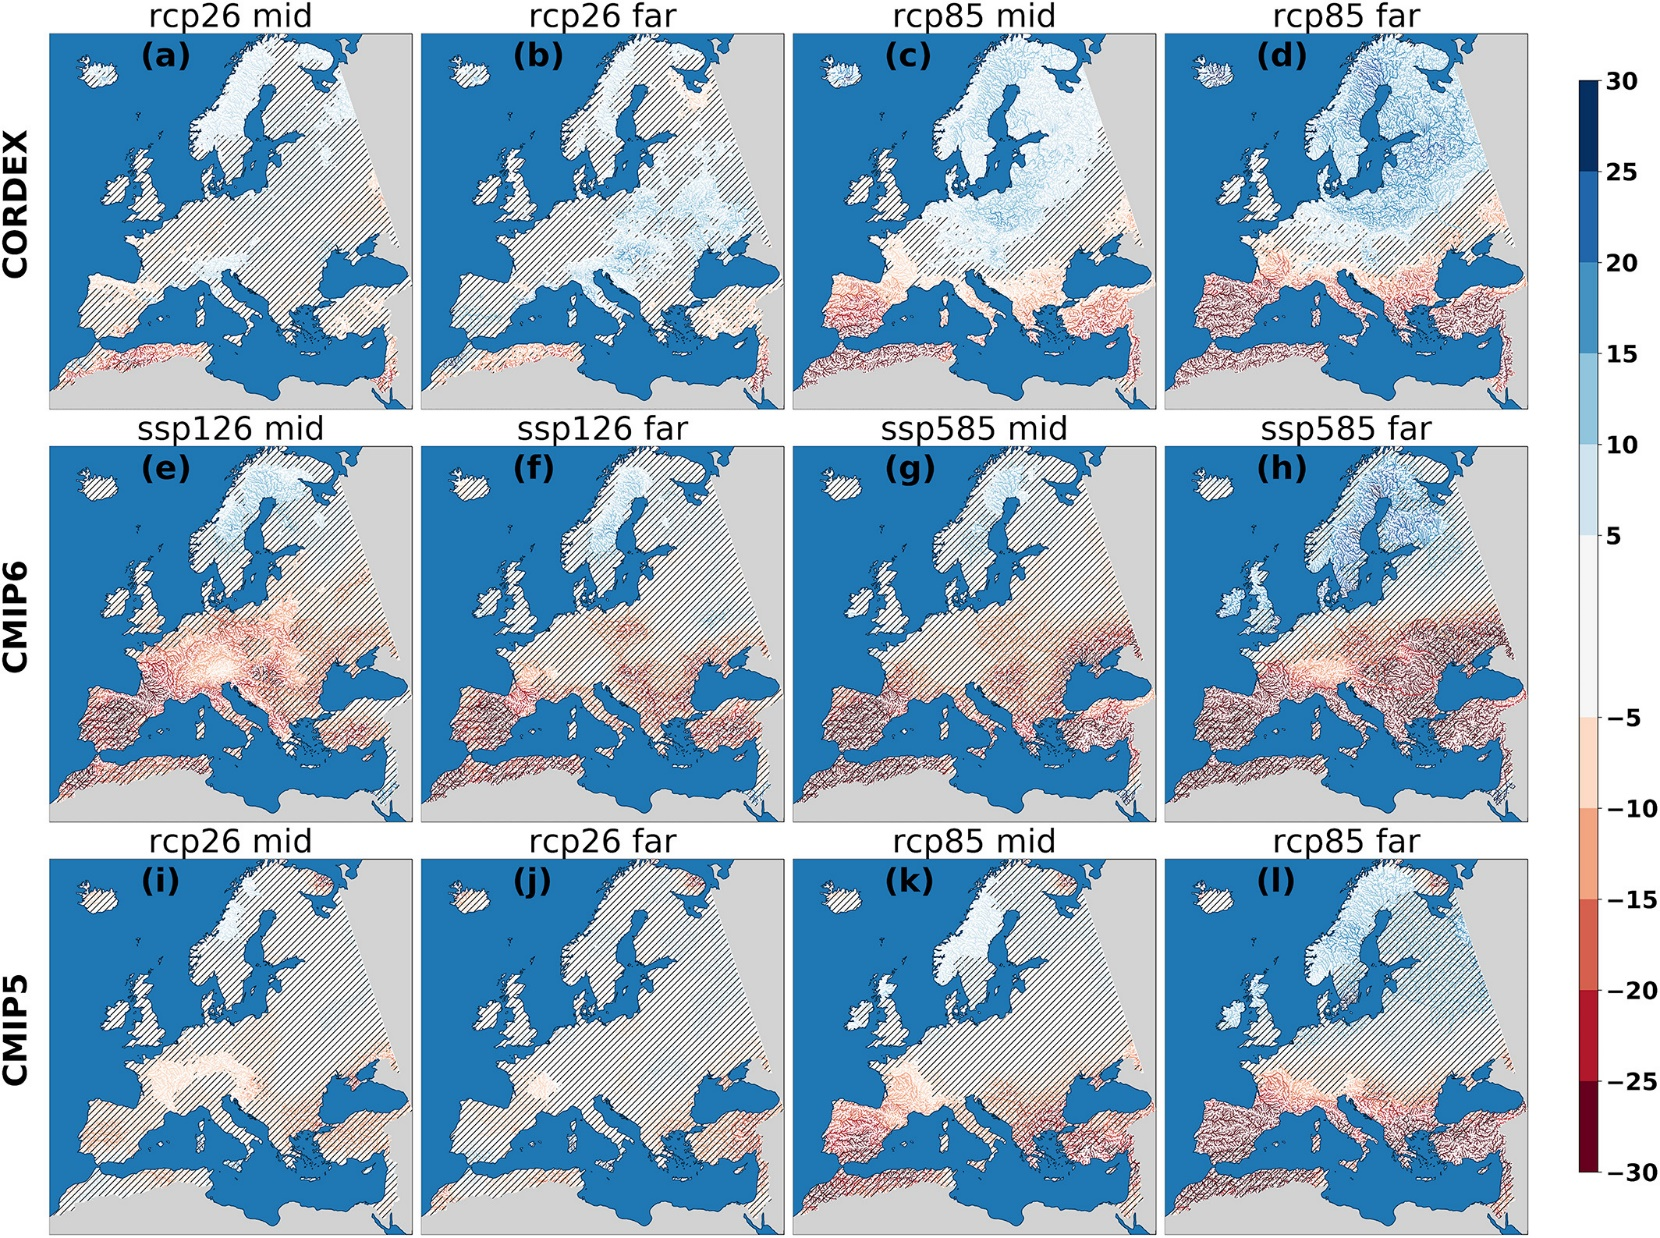 rcp26 mid rcp26 far rcp85 mid rcp85 far
(a) (b) (c) (d)
CORDEX
ssp126 mid ssp126 far ssp585 mid ssp585 far
(e) (f) (g) (h)
CMIP6
rcp26 mid rcp26 far rcp85 mid rcp85 far
(i) (j) (k) (l)
CMIP5
30
25
20
15
10
5
−5
−10
−15
−20
−25
−30